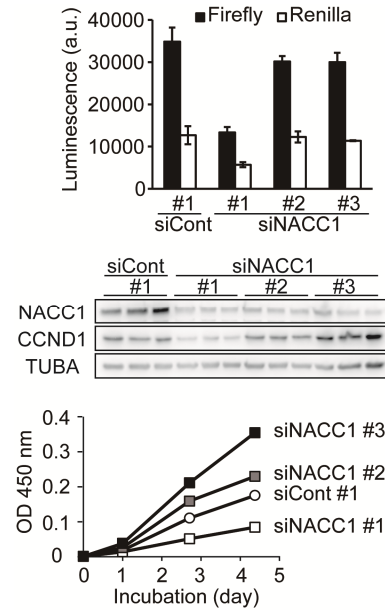 Firefly Renilla
Luminescence (a.u.)
40000
30000
20000
10000
0
#1 #1 #2 #3
siCont siNACC1
siCont siNACC1
#1 #1 #2 #3
NACC1
CCND1
TUBA
OD 450 nm
0.4
0.3
0.2
0.1
0
siNACC1 #3
siNACC1 #2
siCont #1
siNACC1 #1
0 1 2 3 4 5
Incubation (day)